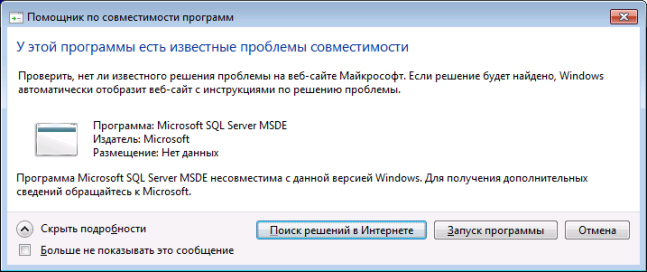 Помощник по совместимости программ
У этой программы есть известные проблемы совместимости
Проверить, нет ли известного решения проблемы на веб-сайте Майкрософт. Если решение будет найдено, Windows
автоматически отобразит веб-сайт с инструкциями по решению проблемы.
Программа: Microsoft SQL Server MSDE
Издатель: Microsoft
Размещение: Нет данных
Программа Microsoft SQL Server MSDE несовместима с данной версией Windows. Для получения дополнительных
сведений обращайтесь к Microsoft.
Скрыть подробности
Поиск решений в Интернете
Запуск программы
Отмена
Больше не показывать это сообщение